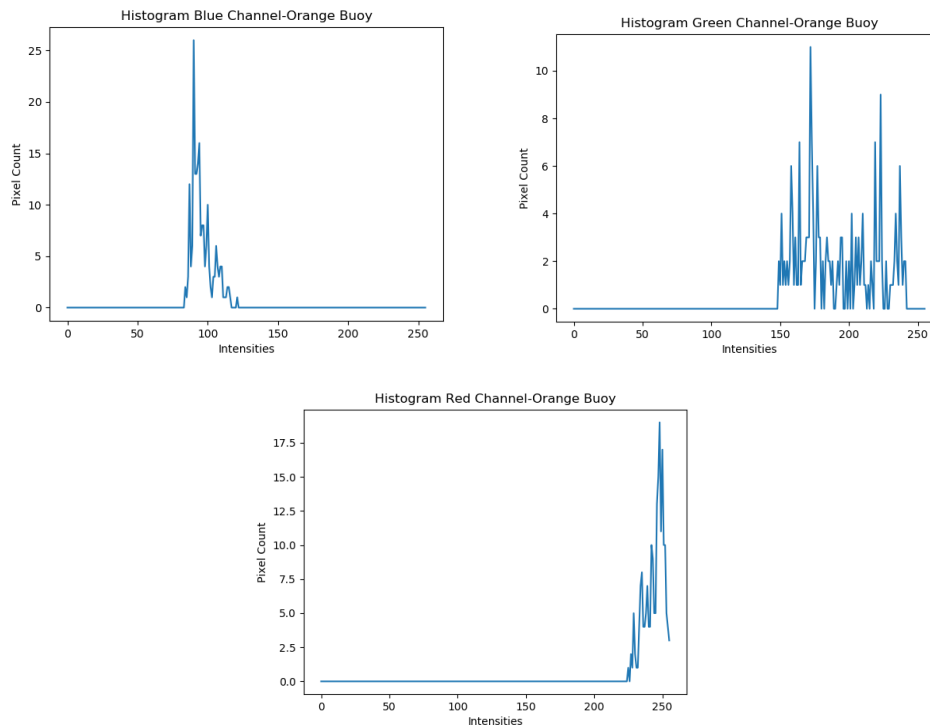 Histogram Blue Channel-Orange Buoy
25
20
15
10
5
0
Pixel Count
0 50 100 150 200 250
Intensities
Histogram Green Channel-Orange Buoy
10
8
6
4
2
0
Pixel Count
0 50 100 150 200 250
Intensities
Histogram Red Channel-Orange Buoy
17.5
15.0
12.5
10.0
7.5
5.0
2.5
0.0
Pixel Count
0 50 100 150 200 250
Intensities